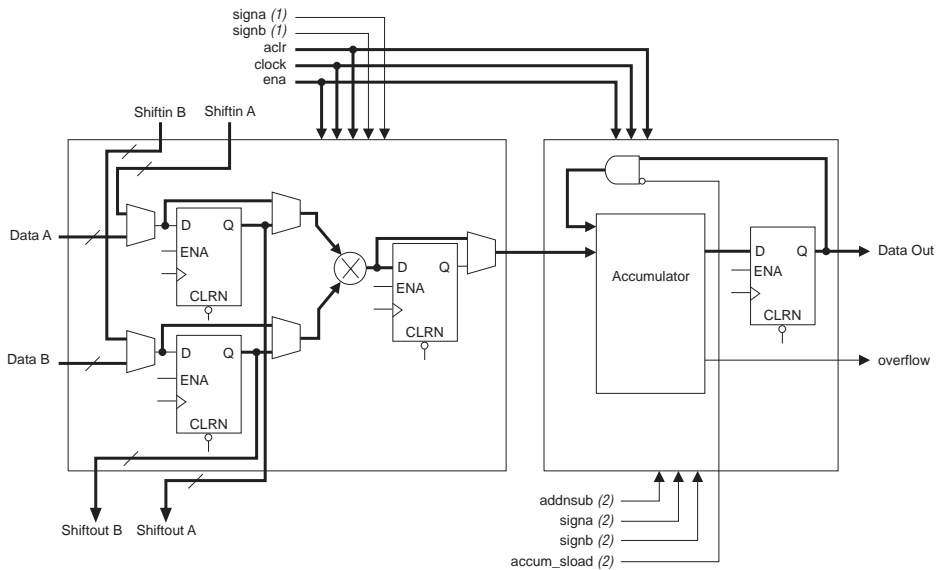 signa (1)
signb (1)
aclr
clock
ena
Shiftin B
Shiftin A
Data A
D Q
ENA
CLRN
Data B
D Q
ENA
CLRN
D Q
ENA
CLRN
Accumulator
D Q
ENA
CLRN
Data Out
overflow
Shiftout B
Shiftout A
addnsub (2)
signa (2)
signb (2)
accum_sload (2)